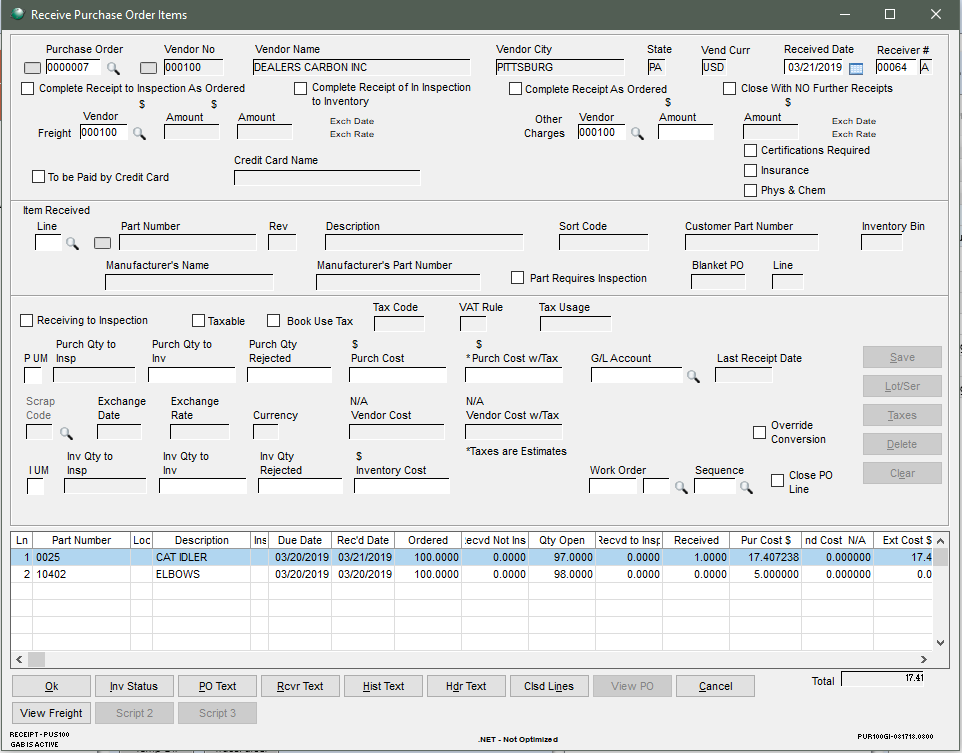 Receive Purchase Order Items
Purchase Order Vendor No Vendor Name Vendor City State Vend Curr Received Date Receiver #
0000007 000100 DEALERS CARBON INC PITTSBURG PA USD 03/21/2019 00064 A
Complete Receipt to Inspection As Ordered Complete Receipt of In Inspection to Inventory Complete Receipt As Ordered Close With NO Further Receipts
$ $ $ $
Vendor Amount Amount Exch Date Other Vendor Amount Amount Exch Date
Freight 000100 Exch Rate Charges 000100 Exch Rate
Certifications Required
Credit Card Name
Insurance
To be Paid by Credit Card
Phys & Chem
Item Received
Line Part Number Rev Description Sort Code Customer Part Number Inventory Bin
Manufacturer's Name Manufacturer's Part Number Part Requires Inspection Blanket PO Line
Tax Code VAT Rule Tax Usage
Receiving to Inspection Taxable Book Use Tax
P UM Purch Qty to Insp Purch Qty to Inv Purch Qty Rejected $ Purch Cost $ *Purch Cost w/Tax G/L Account Last Receipt Date
Save
Lot/Ser
Scrap Code Exchange Date Exchange Rate Currency N/A Vendor Cost N/A Vendor Cost w/Tax
Taxes
Override Conversion
Delete
*Taxes are Estimates
I UM Inv Qty to Insp Inv Qty to Inv Inv Qty Rejected $ Inventory Cost Work Order Sequence Close PO Line
Clear
Ln Part Number Loc Description Ins Due Date Rec'd Date Ordered Recvd Not Ins Qty Open Recvd to Insp Received Pur Cost $ nd Cost N/A Ext Cost $
1 0025 CAT IDLER 03/20/2019 03/21/2019 100.0000 0.0000 97.0000 0.0000 1.0000 17.407238 0.000000 17.4
2 10402 ELBOWS 03/20/2019 03/20/2019 100.0000 0.0000 98.0000 0.0000 0.0000 5.000000 0.000000 0.0
Ok Inv Status PO Text Rcvr Text Hist Text Hdr Text Clsd Lines View PO Cancel Total 17.41
View Freight Script 2 Script 3
RECEIPT - PUS100
GAB IS ACTIVE
.NET - Not Optimized
PUR100GI-081718.0800